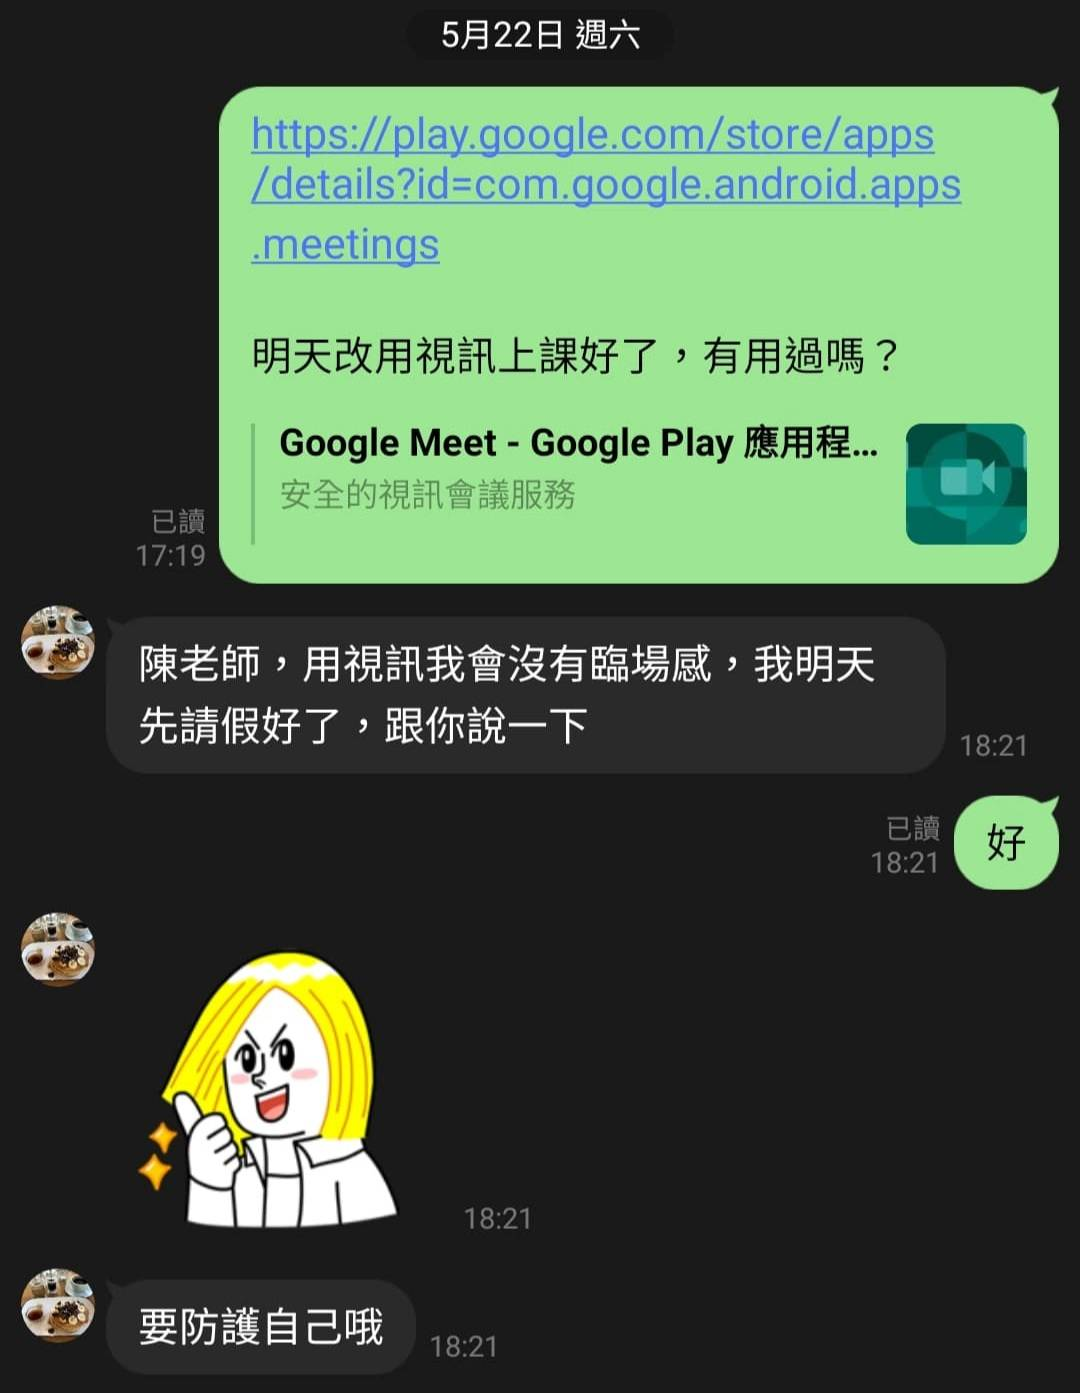 5月22日 週六
https://play.google.com/store/apps
/details?id=com.google.android.apps
.meetings
明天改用視訊上課好了，有用過嗎？
Google Meet - Google Play 應用程...
安全的視訊會議服務
已讀
17:19
陳老師，用視訊我會沒有臨場感，我明天
先請假好了，跟你說一下
18:21
已讀
18:21
好
18:21
要防護自己哦
18:21